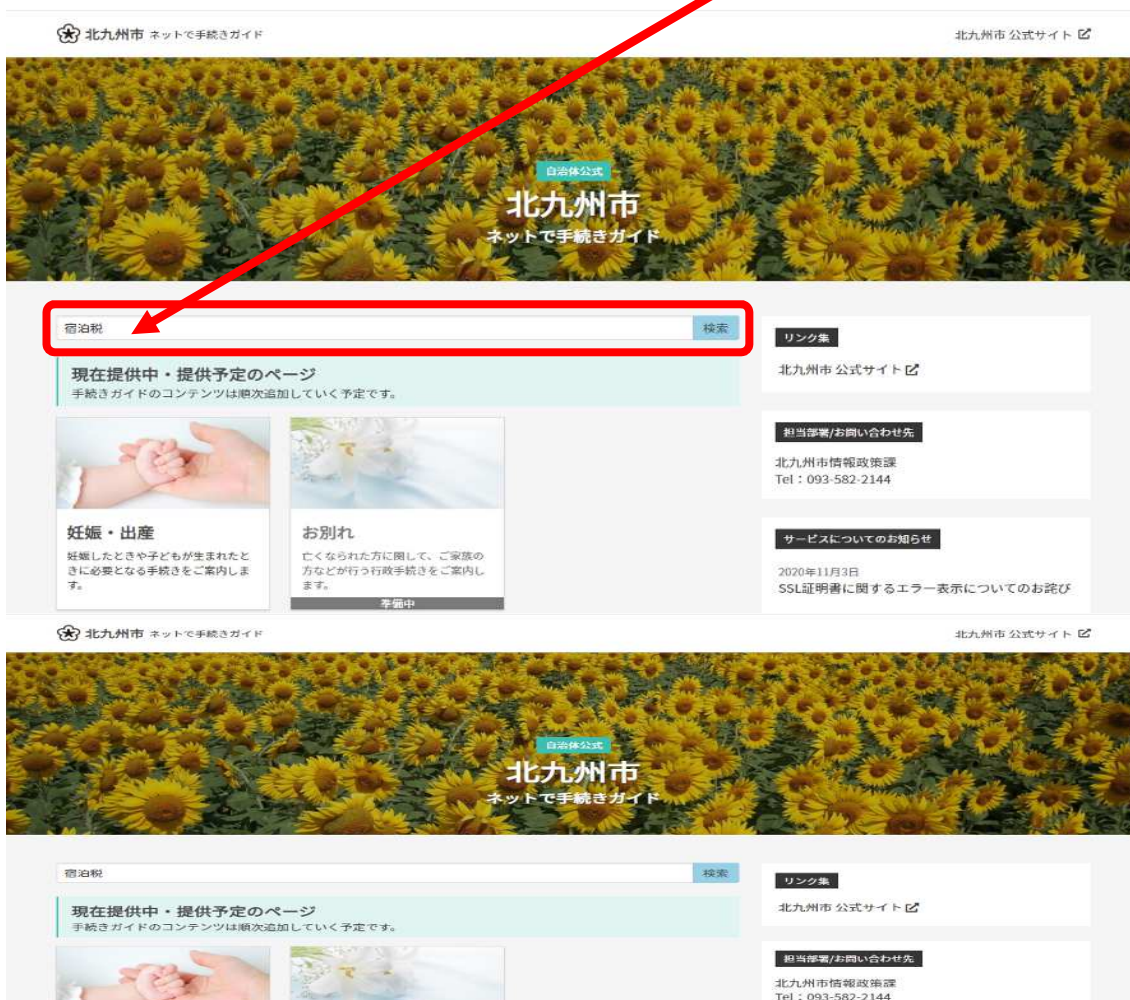 北九州市 ネットで手続きガイド
北九州市 公式サイト
自治体公式
北九州市
ネットで手続きガイド
宿泊税
検索
現在提供中・提供予定のページ
手続きガイドのコンテンツは順次追加していく予定です。
妊娠・出産
妊娠したときや子どもが生まれたと
きに必要となる手続きをご案内しま
す。
お別れ
亡くなられた方に関して、ご家族の
方などが行う行政手続きをご案内し
ます。
準備中
リンク集
北九州市 公式サイト
担当部署/お問い合わせ先
北九州市情報政策課
Tel：093-582-2144
サービスについてのお知らせ
2020年11月3日
SSL証明書に関するエラー表示についてのお詫び
北九州市 ネットで手続きガイド
北九州市 公式サイト
自治体公式
北九州市
ネットで手続きガイド
宿泊税
検索
現在提供中・提供予定のページ
手続きガイドのコンテンツは順次追加していく予定です。
リンク集
北九州市 公式サイト
担当部署/お問い合わせ先
北九州市情報政策課
Tel：093-582-2144